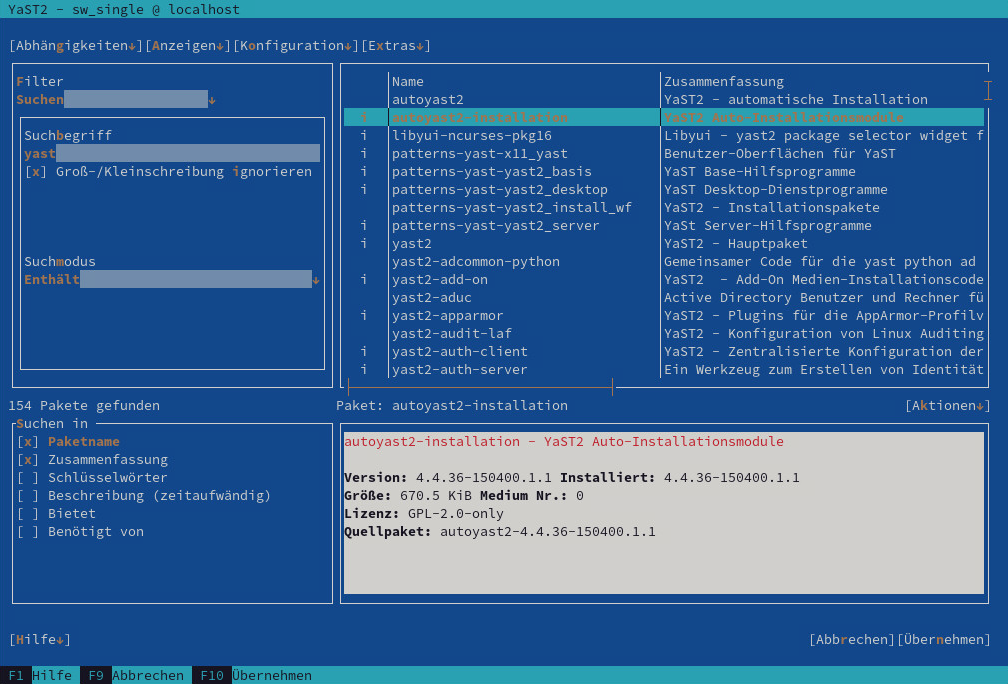 YaST2 - sw_single @ localhost
[Abhängigkeiten↓][Anzeigen↓][Konfiguration↓][Extras↓]
Filter
Suchen ↓
Suchbegriff
yast
[x] Groß-/Kleinschreibung ignorieren
Suchmodus
Enthält ↓
Name Zusammenfassung
autoyast2 YaST2 - automatische Installation
i autoyast2-installation YaST2 Auto-Installationsmodule
i libyui-ncurses-pkg16 Libyui - yast2 package selector widget f
i patterns-yast-x11_yast Benutzer-Oberflächen für YaST
i patterns-yast-yast2_basis YaST Base-Hilfsprogramme
i patterns-yast-yast2_desktop YaST Desktop-Dienstprogramme
patterns-yast-yast2_install_wf YaST2 - Installationspakete
i patterns-yast-yast2_server YaSt Server-Hilfsprogramme
i yast2 YaST2 - Hauptpaket
yast2-adcommon-python Gemeinsamer Code für die yast python ad
i yast2-add-on YaST2  - Add-On Medien-Installationscode
yast2-aduc Active Directory Benutzer und Rechner fü
i yast2-apparmor YaST2 - Plugins für die AppArmor-Profilv
yast2-audit-laf YaST2 - Konfiguration von Linux Auditing
i yast2-auth-client YaST2 - Zentralisierte Konfiguration der
i yast2-auth-server Ein Werkzeug zum Erstellen von Identität
154 Pakete gefunden
Paket: autoyast2-installation [Aktionen↓]
Suchen in
[x] Paketname
[x] Zusammenfassung
[ ] Schlüsselwörter
[ ] Beschreibung (zeitaufwändig)
[ ] Bietet
[ ] Benötigt von
autoyast2-installation - YaST2 Auto-Installationsmodule
Version: 4.4.36-150400.1.1 Installiert: 4.4.36-150400.1.1
Größe: 670.5 KiB Medium Nr.: 0
Lizenz: GPL-2.0-only
Quellpaket: autoyast2-4.4.36-150400.1.1
[Hilfe↓] [Abbrechen][Übernehmen]
F1 Hilfe F9 Abbrechen F10 Übernehmen